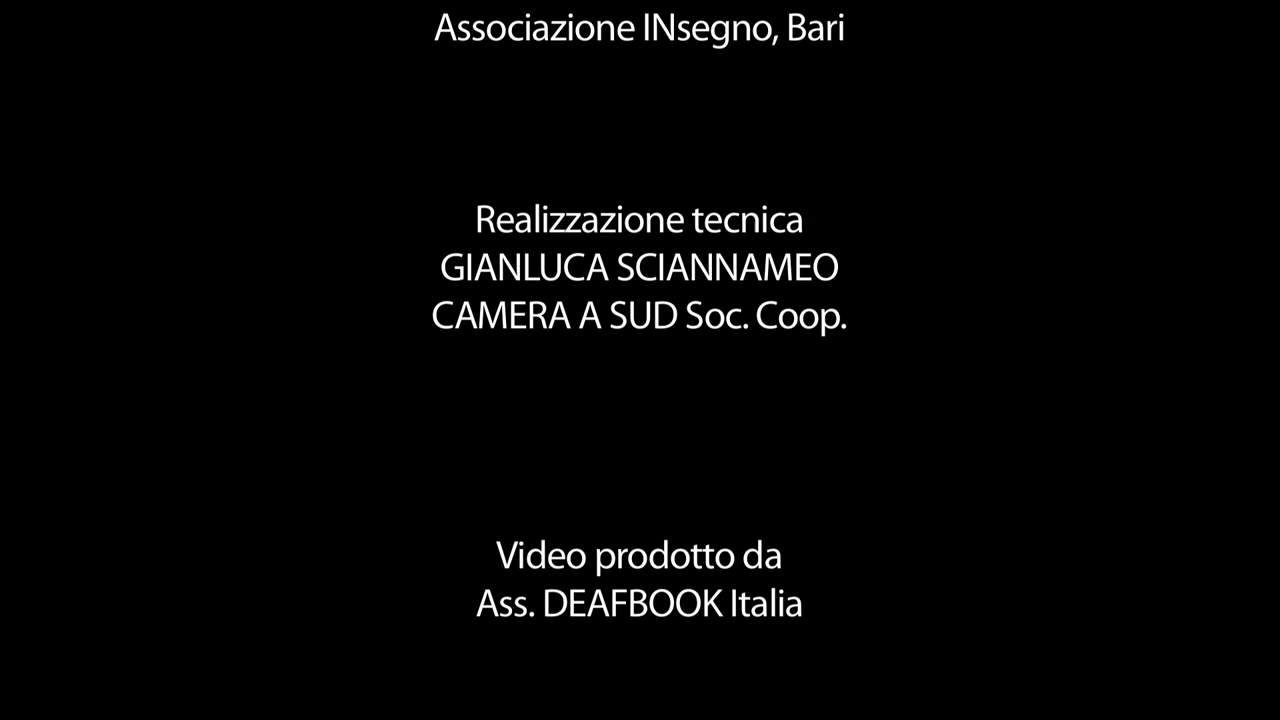 Associazione INsegno, Bari
Realizzazione tecnica
GIANLUCA SCIANNAMEO
CAMERA A SUD Soc. Coop.
Video prodotto da
Ass. DEAFBOOK Italia